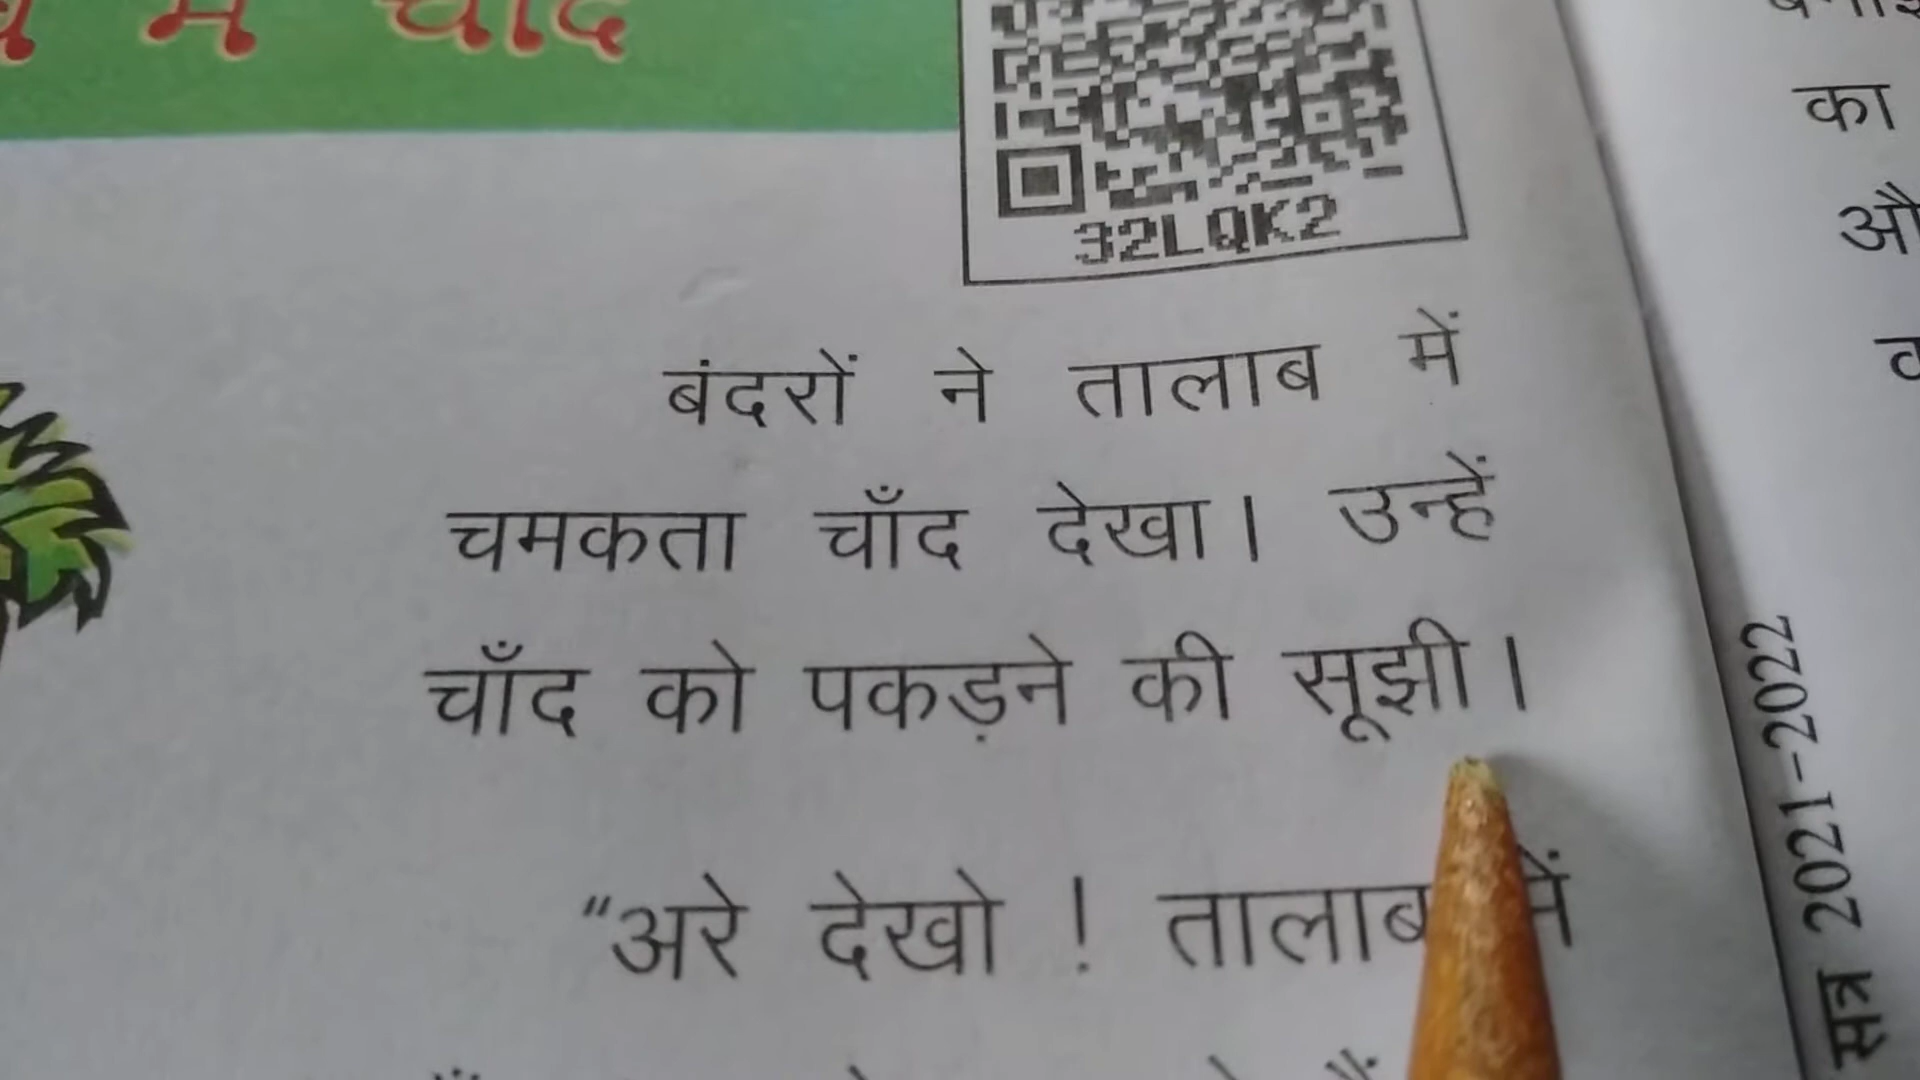 में चाँद
32LQK2
बंदरों ने तालाब में
चमकता चाँद देखा। उन्हें
चाँद को पकड़ने की सूझी।
"अरे देखो ! तालाब में
का
औ
सत्र 2021-2022